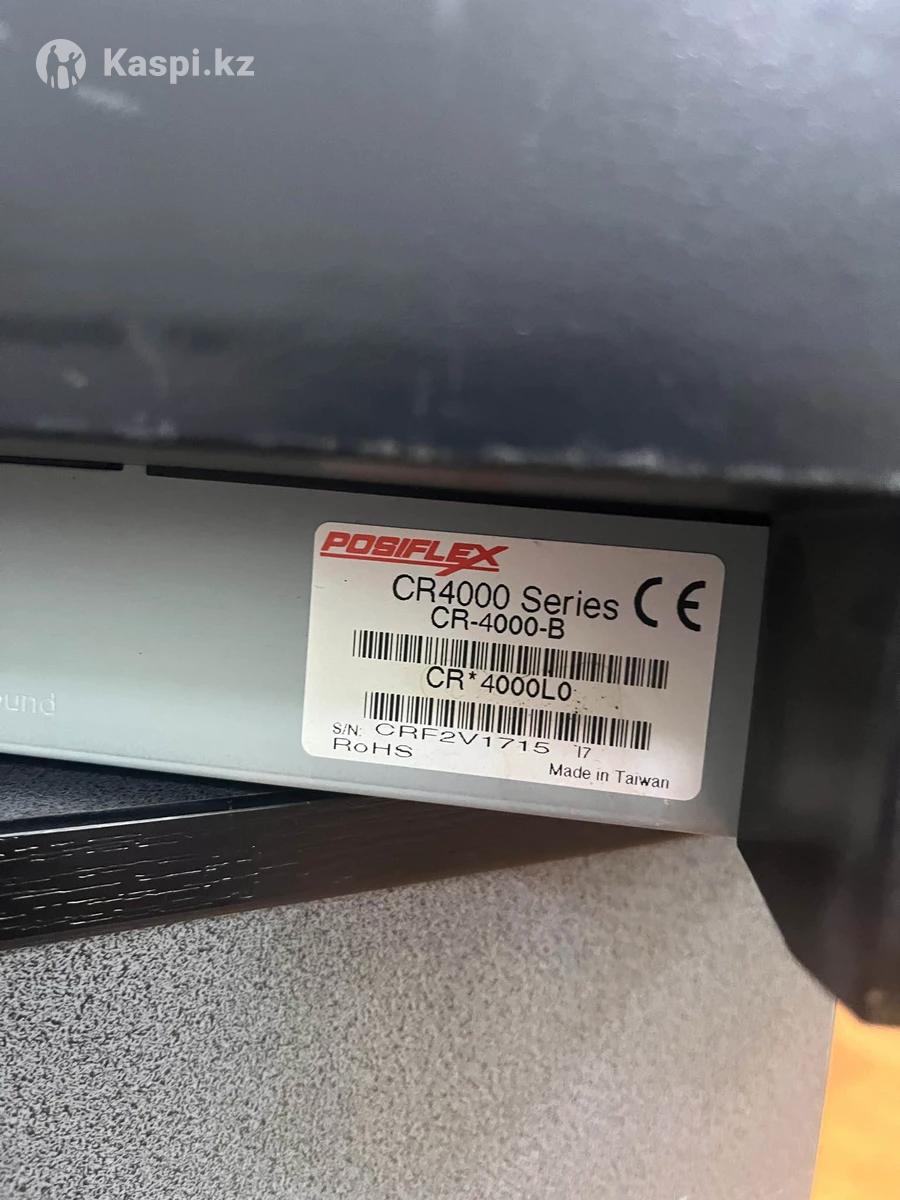 Kaspi.kz
POSIFLEX
CR4000 Series CE
CR-4000-B
CR*4000L0
S/N: CRF2V1715 17
RoHS
Made in Taiwan